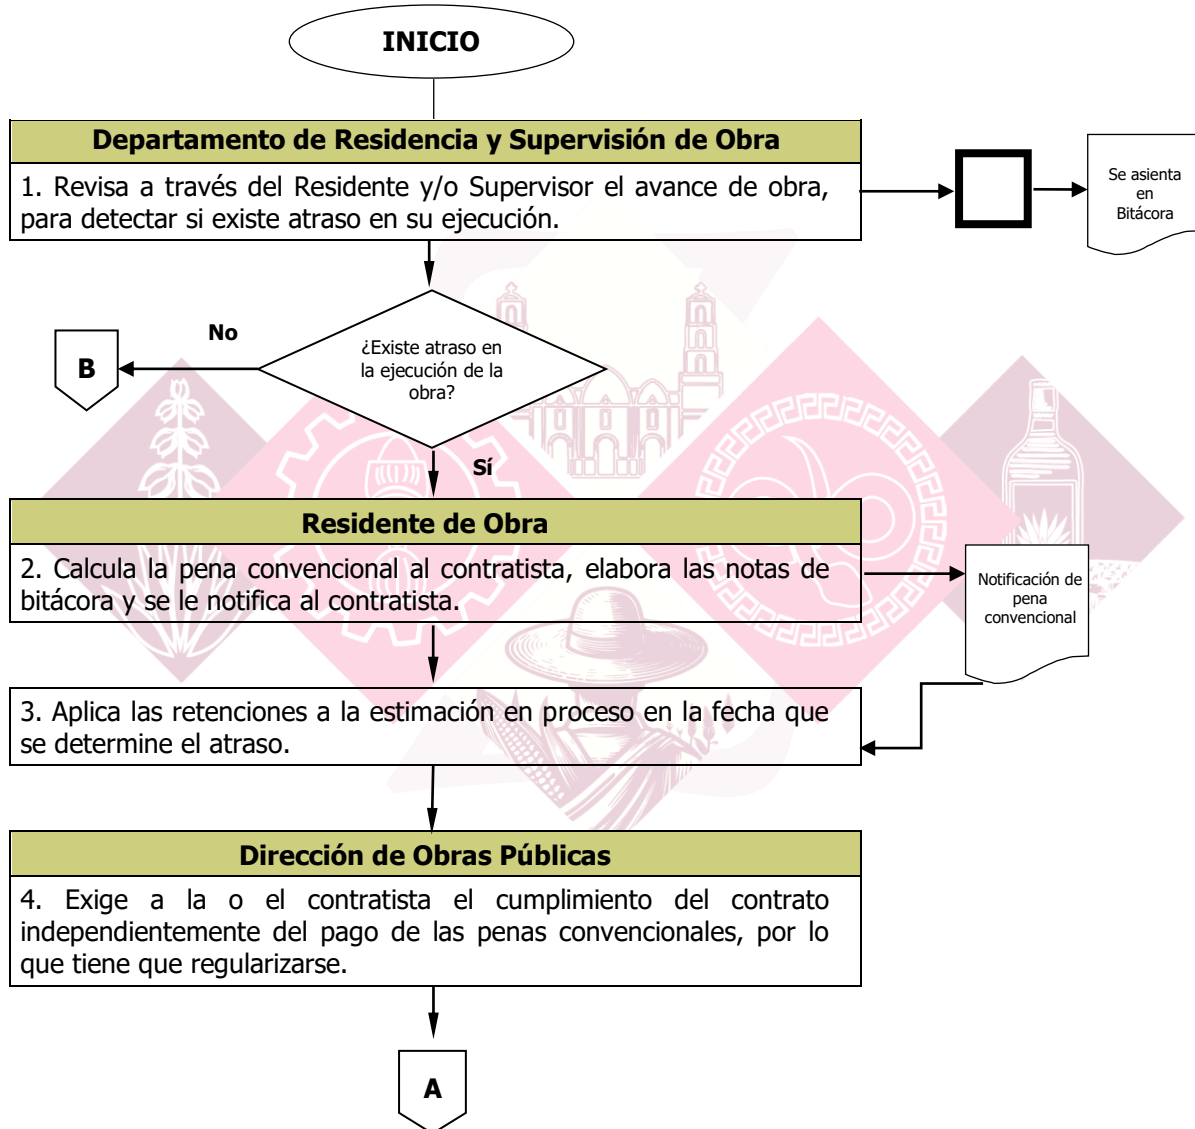 INICIO
Departamento de Residencia y Supervisión de Obra
1. Revisa a través del Residente y/o Supervisor el avance de obra,
para detectar si existe atraso en su ejecución.
Se asienta
en
Bitácora
No
¿Existe atraso en
la ejecución de la
obra?
B
Sí
Residente de Obra
2. Calcula la pena convencional al contratista, elabora las notas de
bitácora y se le notifica al contratista.
Notificación de
pena
convencional
3. Aplica las retenciones a la estimación en proceso en la fecha que
se determine el atraso.
Dirección de Obras Públicas
4. Exige a la o el contratista el cumplimiento del contrato
independientemente del pago de las penas convencionales, por lo
que tiene que regularizarse.
A